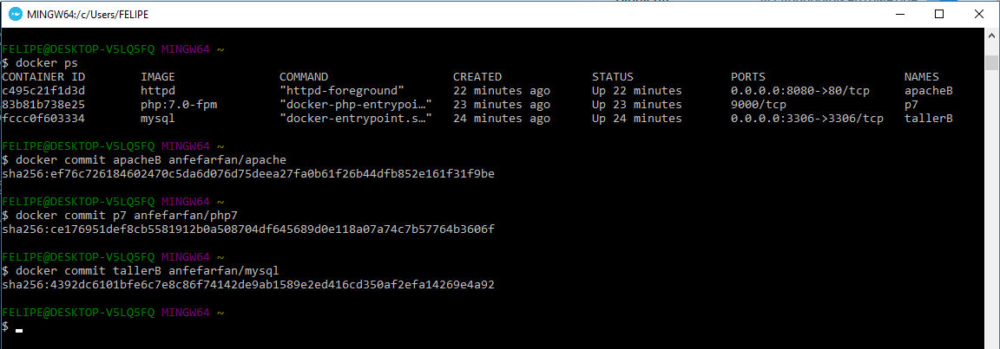 MINGW64:/c/Users/FELIPE
FELIPE@DESKTOP-V5LQ5FQ MINGW64 ~
$ docker ps
CONTAINER ID        IMAGE               COMMAND                  CREATED             STATUS              PORTS                    NAMES
c495c21f1d3d        httpd               "httpd-foreground"       22 minutes ago      Up 22 minutes       0.0.0.0:8080->80/tcp     apacheB
83b81b738e25        php:7.0-fpm         "docker-php-entrypoi…"   23 minutes ago      Up 23 minutes       9000/tcp                 p7
fccc0f603334        mysql               "docker-entrypoint.s…"   24 minutes ago      Up 24 minutes       0.0.0.0:3306->3306/tcp   tallerB
FELIPE@DESKTOP-V5LQ5FQ MINGW64 ~
$ docker commit apacheB anfefarfan/apache
sha256:ef76c726184602470c5da6d076d75deea27fa0b61f26b44dfb852e161f31f9be
FELIPE@DESKTOP-V5LQ5FQ MINGW64 ~
$ docker commit p7 anfefarfan/php7
sha256:ce176951def8cb5581912b0a508704df645689d0e118a07a74c7b57764b3606f
FELIPE@DESKTOP-V5LQ5FQ MINGW64 ~
$ docker commit tallerB anfefarfan/mysql
sha256:4392dc6101bfe6c7e8c86f74142de9ab1589e2ed416cd350af2efa14269e4a92
FELIPE@DESKTOP-V5LQ5FQ MINGW64 ~
$